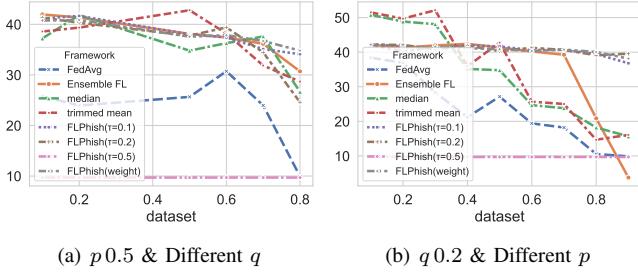 40
30
20
10
Framework
FedAvg
Ensemble FL
median
trimmed mean
FLPhish(τ=0.1)
FLPhish(τ=0.2)
FLPhish(τ=0.5)
FLPhish(weight)
0.2 0.4 0.6 0.8
dataset
(a) p 0.5 & Different q
50
40
30
20
10
Framework
FedAvg
Ensemble FL
median
trimmed mean
FLPhish(τ=0.1)
FLPhish(τ=0.2)
FLPhish(τ=0.5)
FLPhish(weight)
0.2 0.4 0.6 0.8
dataset
(b) q 0.2 & Different p